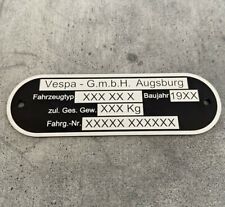 Vespa - G.m.b.H. Augsburg
Fahrzeugtyp XXX XX X Baujahr 19XX
zul. Ges. Gew. XXX Kg
Fahrg.-Nr. XXXXX XXXXXX